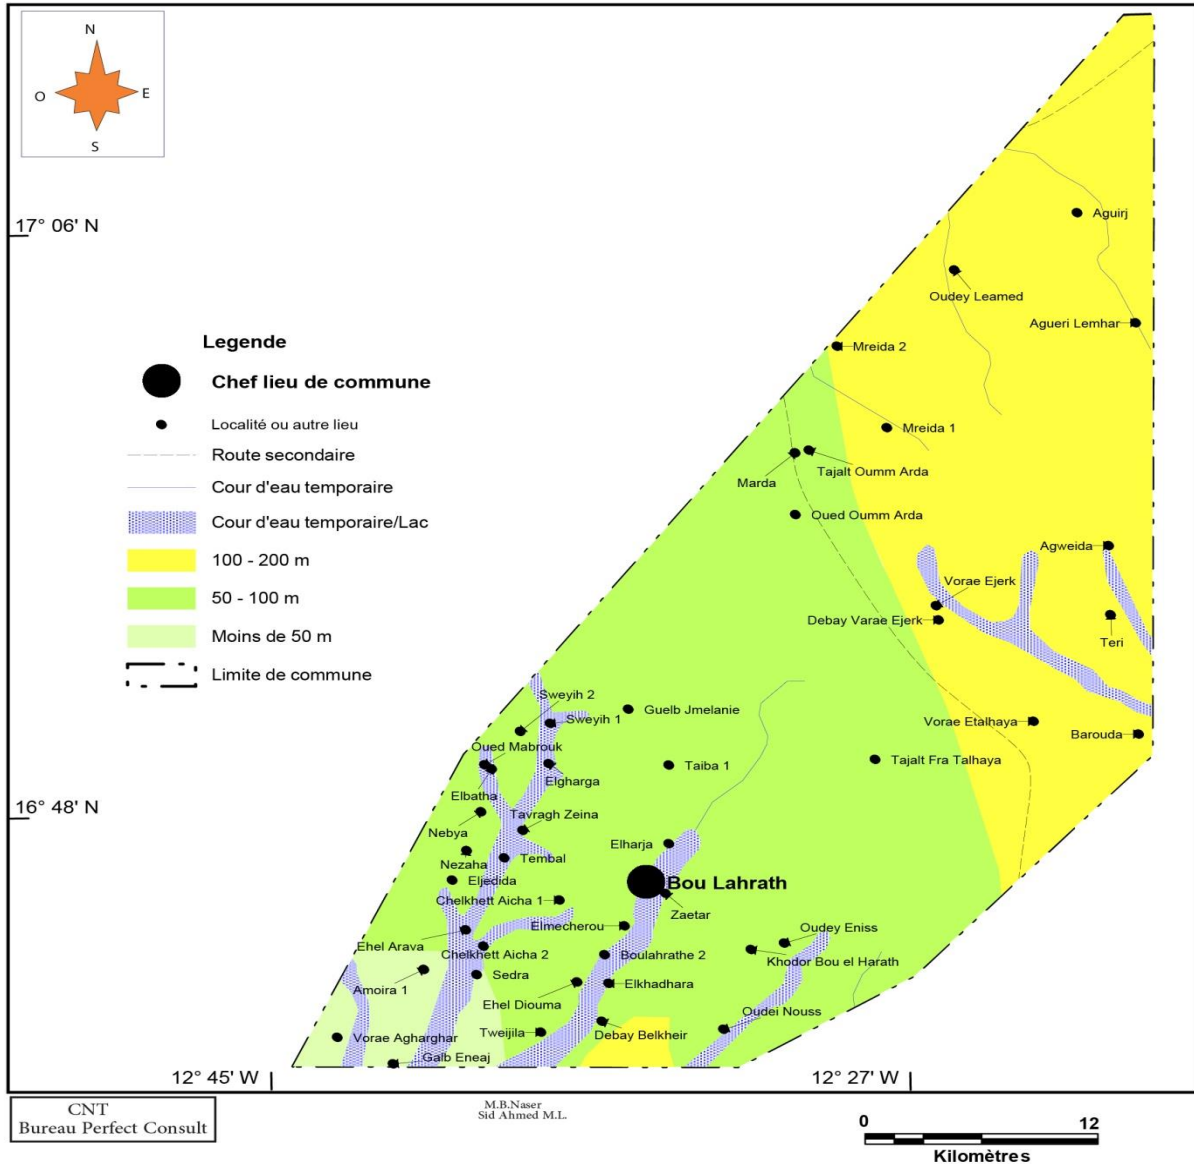 N
O
E
S
17° 06' N
Aguirj
Oudey Leamed
Agueri Lemhar
Legende
Chef lieu de commune
Localité ou autre lieu
Route secondaire
Cour d'eau temporaire
Cour d'eau temporaire/Lac
100 - 200 m
50 - 100 m
Moins de 50 m
Limite de commune
Mreida 2
Mreida 1
Tajalt Oumm Arda
Marda
Oued Oumm Arda
Agweida
Vorae Ejerk
Debay Varae Ejerk
Teri
Sweyih 2
Guelb Jmelanie
Sweyih 1
Vorae Etalhaya
Barouda
Oued Mabrouk
Taiba 1
Tajalt Fra Talhaya
Elgharga
Elbatha
16° 48' N
Tavragh Zeina
Nebya
Elharja
Nezaha
Tembal
Eljedida
Bou Lahrath
Chelkhett Aicha 1
Zaetar
Elmecherou
Oudey Eniss
Ehel Arava
Chelkhett Aicha 2
Boulahrathe 2
Khodor Bou el Harath
Sedra
Amoira 1
Elkhadhara
Ehel Diouma
Oudei Nouss
Tweijila
Debay Belkheir
Vorae Agharghar
Galb Eneaj
12° 45' W
12° 27' W
CNT
Bureau Perfect Consult
M.B.Naser
Sid Ahmed M.L.
0
12
Kilomètres